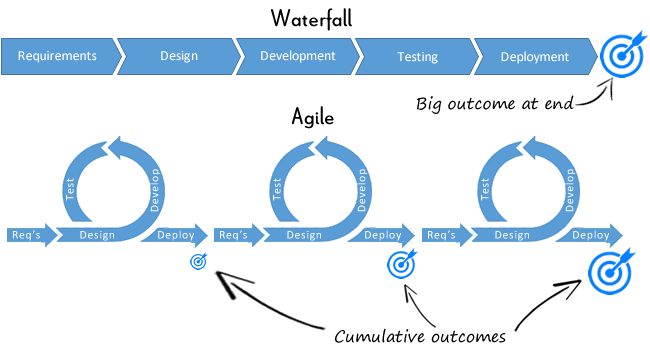 Waterfall
Requirements Design Development Testing Deployment
Big outcome at end
Agile
Test Develop Test Develop Test Develop
Req's Design Deploy Req's Design Deploy Req's Design Deploy
Cumulative outcomes